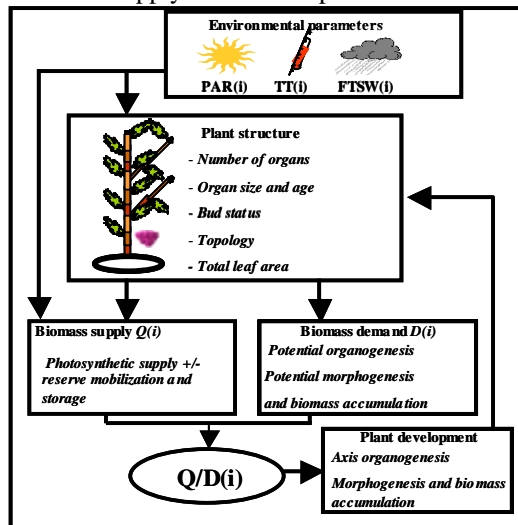 Environmental parameters
PAR(i) TT(i) FTSW(i)
Plant structure
- Number of organs
- Organ size and age
- Bud status
- Topology
- Total leaf area
Biomass supply Q(i)
Photosynthetic supply +/-
reserve mobilization and
storage
Biomass demand D(i)
Potential organogenesis
Potential morphogenesis
and biomass accumulation
Q/D(i)
Plant development
Axis organogenesis
Morphogenesis and biomass
accumulation